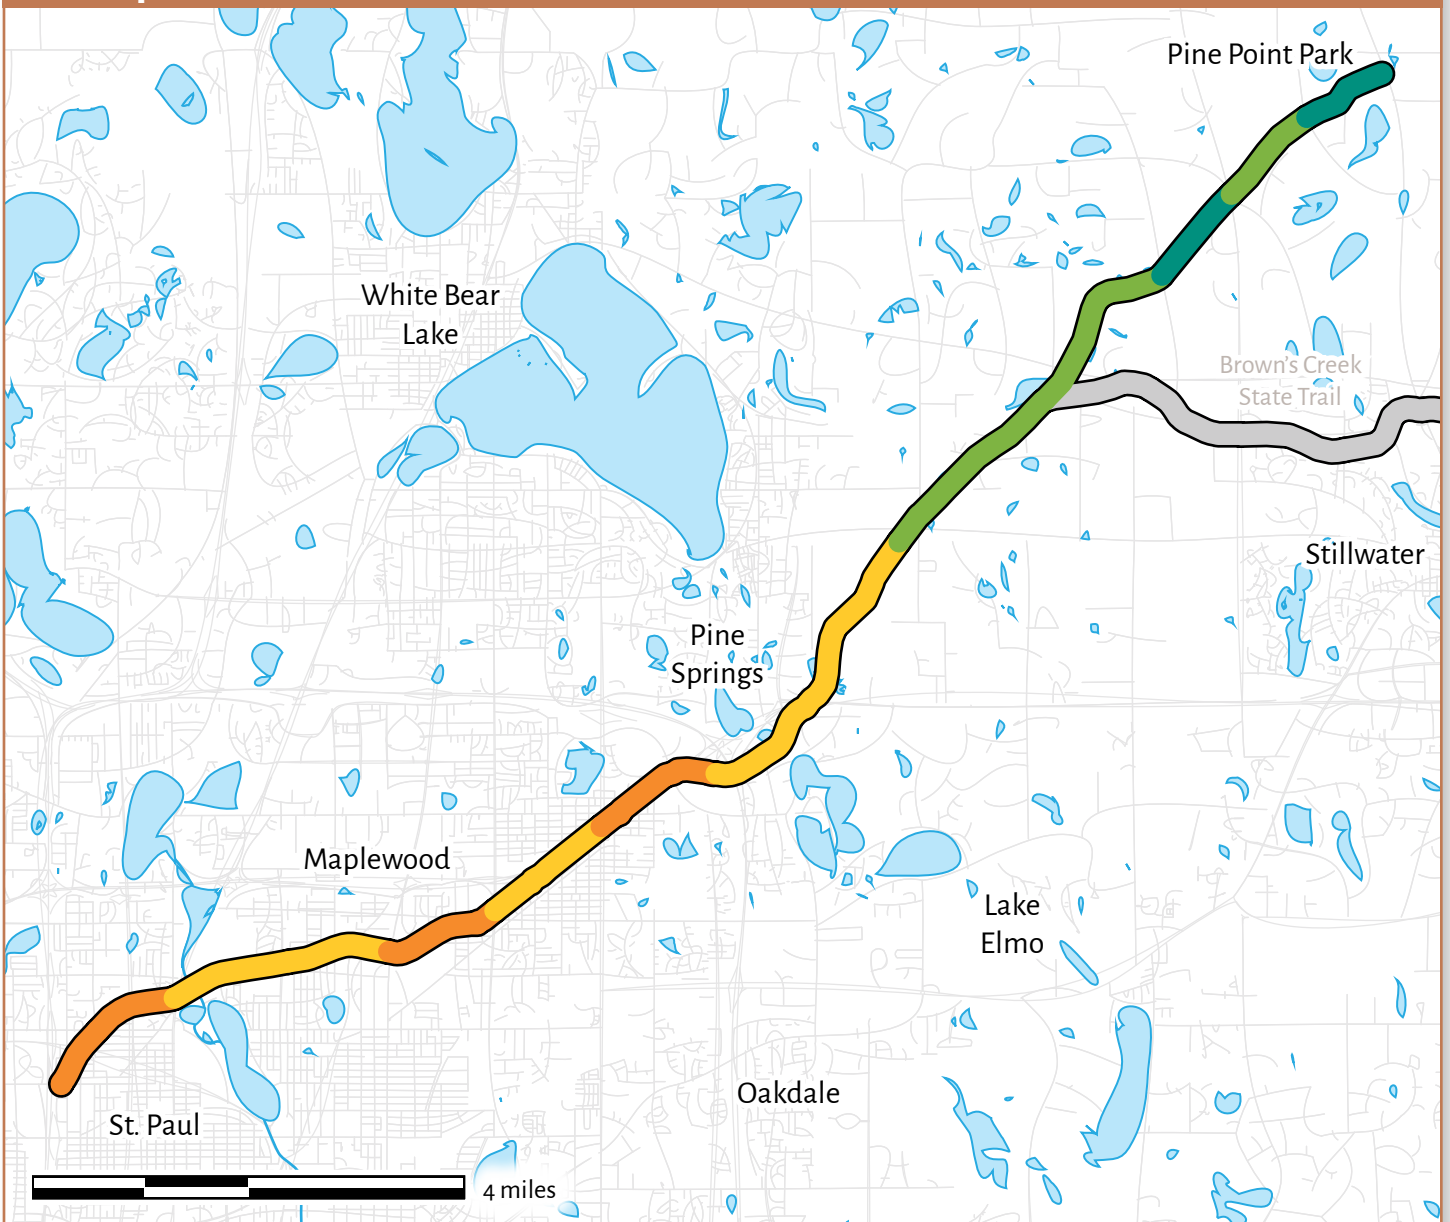 Pine Point Park
White Bear
Lake
Brown's Creek
State Trail
Stillwater
Pine
Springs
Maplewood
Lake
Elmo
Oakdale
St. Paul
4 miles